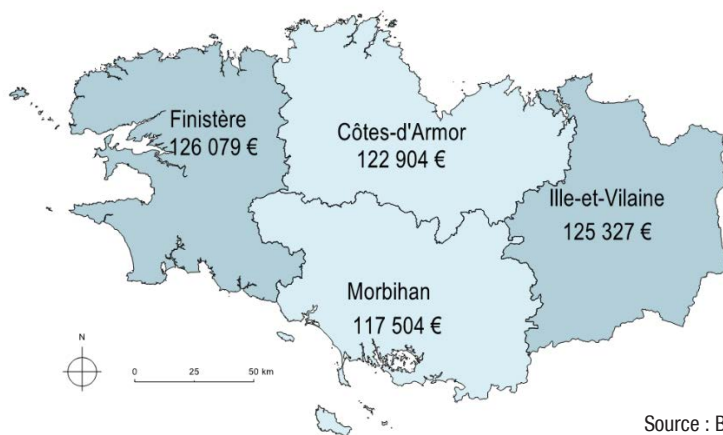 Finistère
126 079 €
Côtes-d'Armor
122 904 €
Ille-et-Vilaine
125 327 €
Morbihan
117 504 €
N
0 25 50 km
Source : B